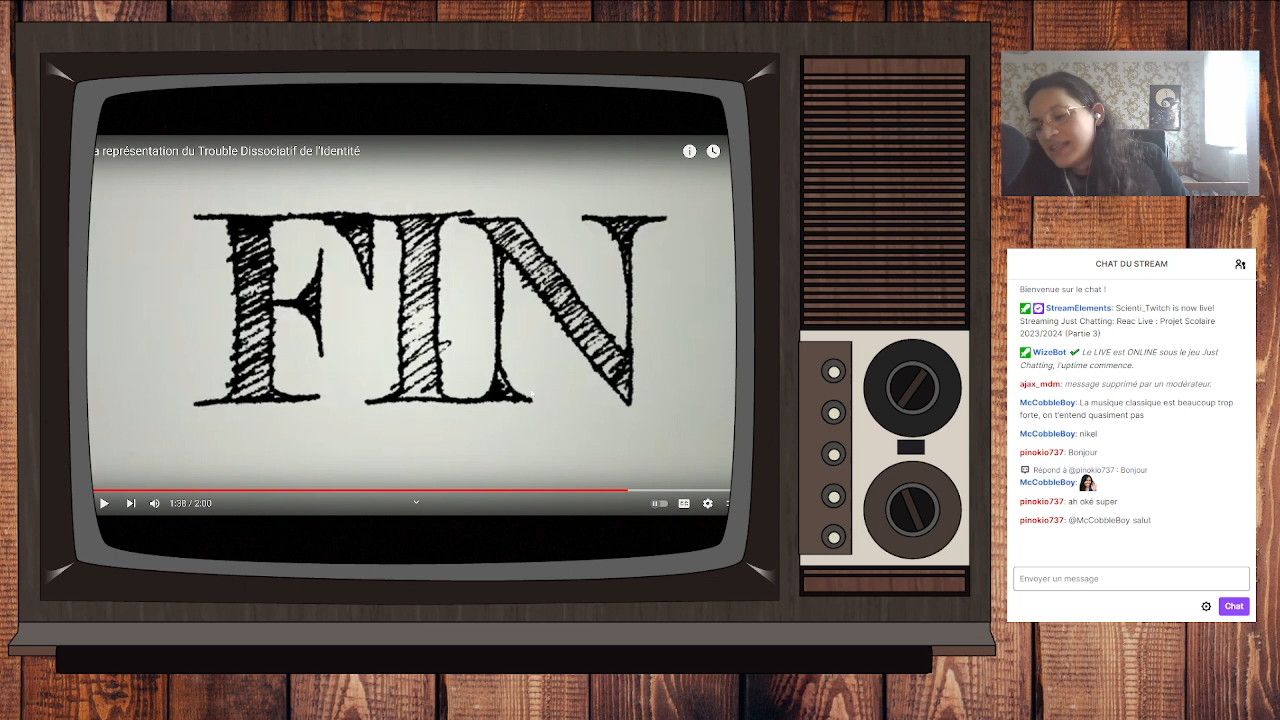 représentation du Trouble Dissociatif de l'Identité
FIN
1:38 / 2:00
CHAT DU STREAM
Bienvenue sur le chat !
StreamElements: Scienti_Twitch is now live!
Streaming Just Chatting: Reac Live : Projet Scolaire
2023/2024 (Partie 3)
WizeBot Le LIVE est ONLINE sous le jeu Just
Chatting, l'uptime commence.
ajax_mdm: message supprimé par un modérateur.
McCobbleBoy: La musique classique est beaucoup trop
forte, on t'entend quasiment pas
McCobbleBoy: nikel
pinokio737: Bonjour
Répond à @pinokio737 : Bonjour
McCobbleBoy:
pinokio737: ah oké super
pinokio737: @McCobbleBoy salut
Envoyer un message
Chat